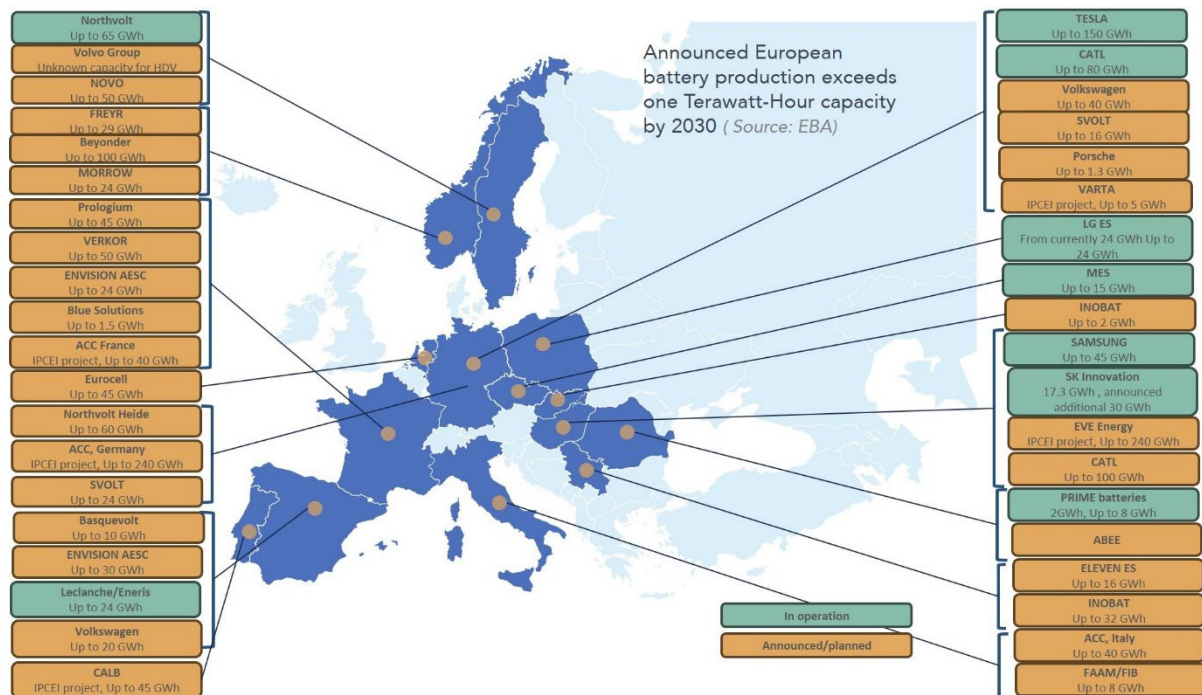 Northvolt
Up to 65 GWh
Volvo Group
Unknown capacity for HDV
NOVO
Up to 50 GWh
FREYR
Up to 29 GWh
Beyonder
Up to 100 GWh
MORROW
Up to 24 GWh
Prologium
Up to 45 GWh
VERKOR
Up to 50 GWh
ENVISION AESC
Up to 24 GWh
Blue Solutions
Up to 1.5 GWh
ACC France
IPCEI project, Up to 40 GWh
Eurocell
Up to 45 GWh
Northvolt Heide
Up to 60 GWh
ACC, Germany
IPCEI project, Up to 240 GWh
SVOLT
Up to 24 GWh
Basquevolt
Up to 10 GWh
ENVISION AESC
Up to 30 GWh
Leclanche/Eneris
Up to 24 GWh
Volkswagen
Up to 20 GWh
CALB
IPCEI project, Up to 45 GWh
Announced European
battery production exceeds
one Terawatt-Hour capacity
by 2030 ( Source: EBA)
In operation
Announced/planned
TESLA
Up to 150 GWh
CATL
Up to 80 GWh
Volkswagen
Up to 40 GWh
SVOLT
Up to 16 GWh
Porsche
Up to 1.3 GWh
VARTA
IPCEI project, Up to 5 GWh
LG ES
From currently 24 GWh Up to
24 GWh
MES
Up to 15 GWh
INOBAT
Up to 2 GWh
SAMSUNG
Up to 45 GWh
SK Innovation
17.3 GWh , announced
additional 30 GWh
EVE Energy
IPCEI project, Up to 240 GWh
CATL
Up to 100 GWh
PRIME batteries
2GWh, Up to 8 GWh
ABEE
ELEVEN ES
Up to 16 GWh
INOBAT
Up to 32 GWh
ACC, Italy
Up to 40 GWh
FAAM/FIB
Up to 8 GWh